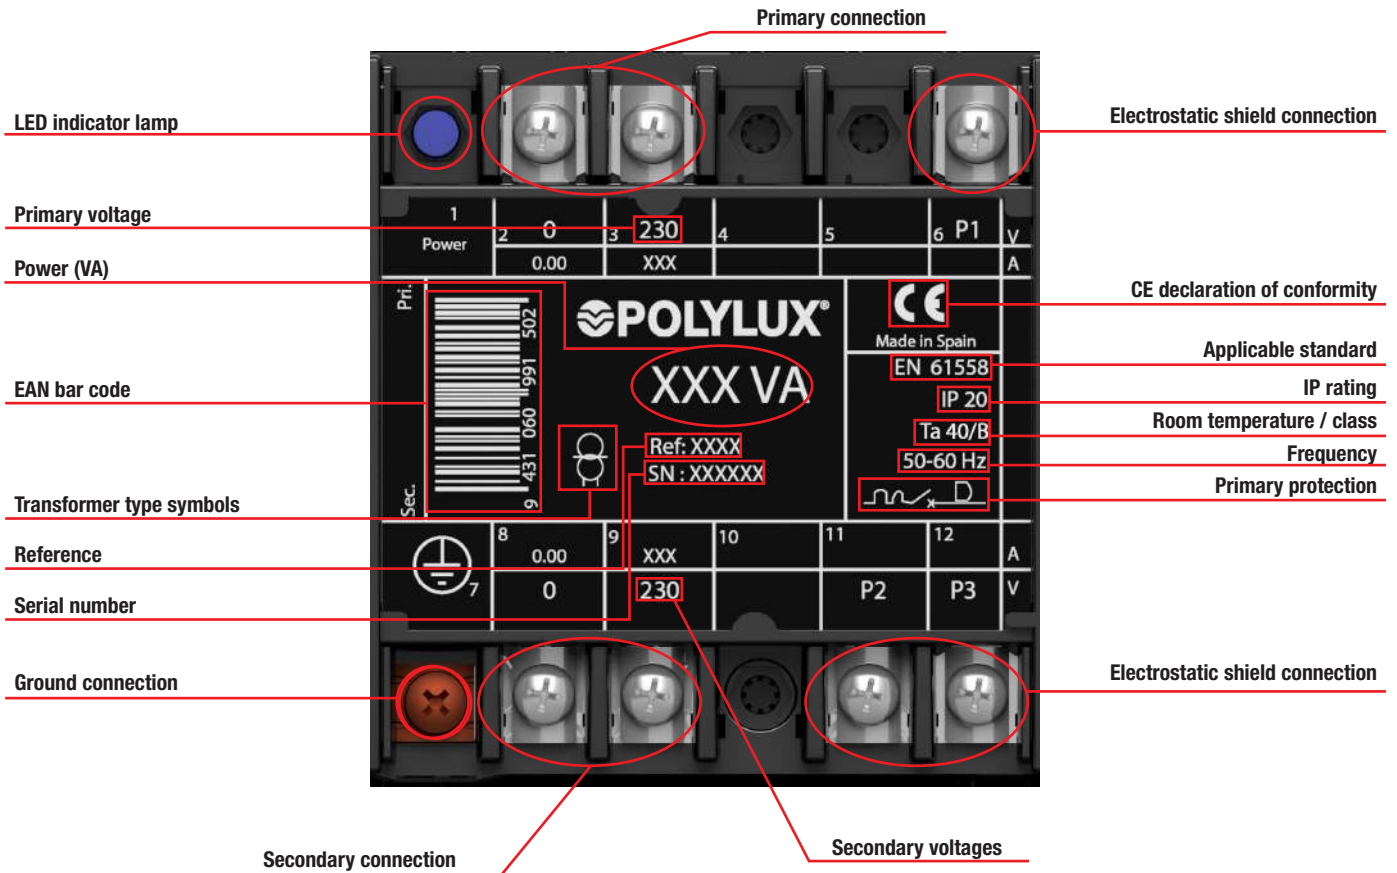 Primary connection
LED indicator lamp
Electrostatic shield connection
Primary voltage
Power (VA)
1
Power
2 0
3 230
4
5
6 P1
V
0.00
XXX
A
Pri.
Sec.
9 431 060 991 502
POLYLUX®
XXX VA
Ref: XXXX
SN : XXXXXX
CE
Made in Spain
EN 61558
IP 20
Ta 40/B
50-60 Hz
D
CE declaration of conformity
Applicable standard
EAN bar code
IP rating
Room temperature / class
Frequency
Primary protection
Transformer type symbols
Reference
Serial number
7
8
0.00
9
XXX
10
11
12
A
0
230
P2
P3
V
Ground connection
Electrostatic shield connection
Secondary connection
Secondary voltages